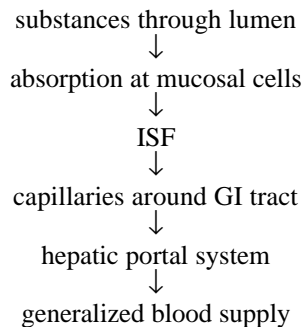 substances through lumen
↓
absorption at mucosal cells
↓
ISF
↓
capillaries around GI tract
↓
hepatic portal system
↓
generalized blood supply